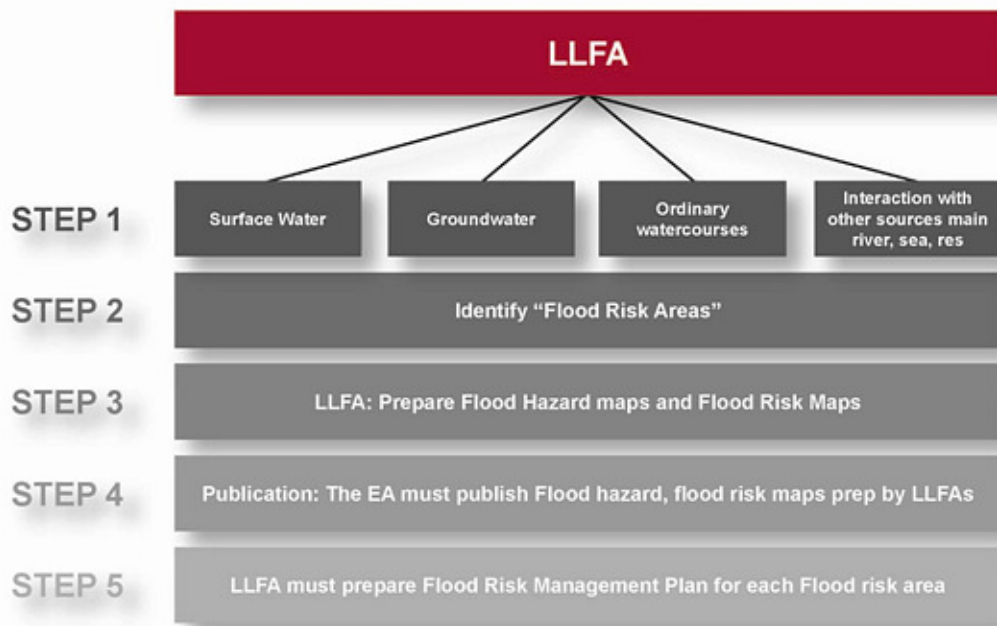 LLFA
STEP 1
Surface Water
Groundwater
Ordinary
watercourses
Interaction with
other sources main
river, sea, res
STEP 2
Identify “Flood Risk Areas”
STEP 3
LLFA: Prepare Flood Hazard maps and Flood Risk Maps
STEP 4
Publication: The EA must publish Flood hazard, flood risk maps prep by LLFAs
STEP 5
LLFA must prepare Flood Risk Management Plan for each Flood risk area